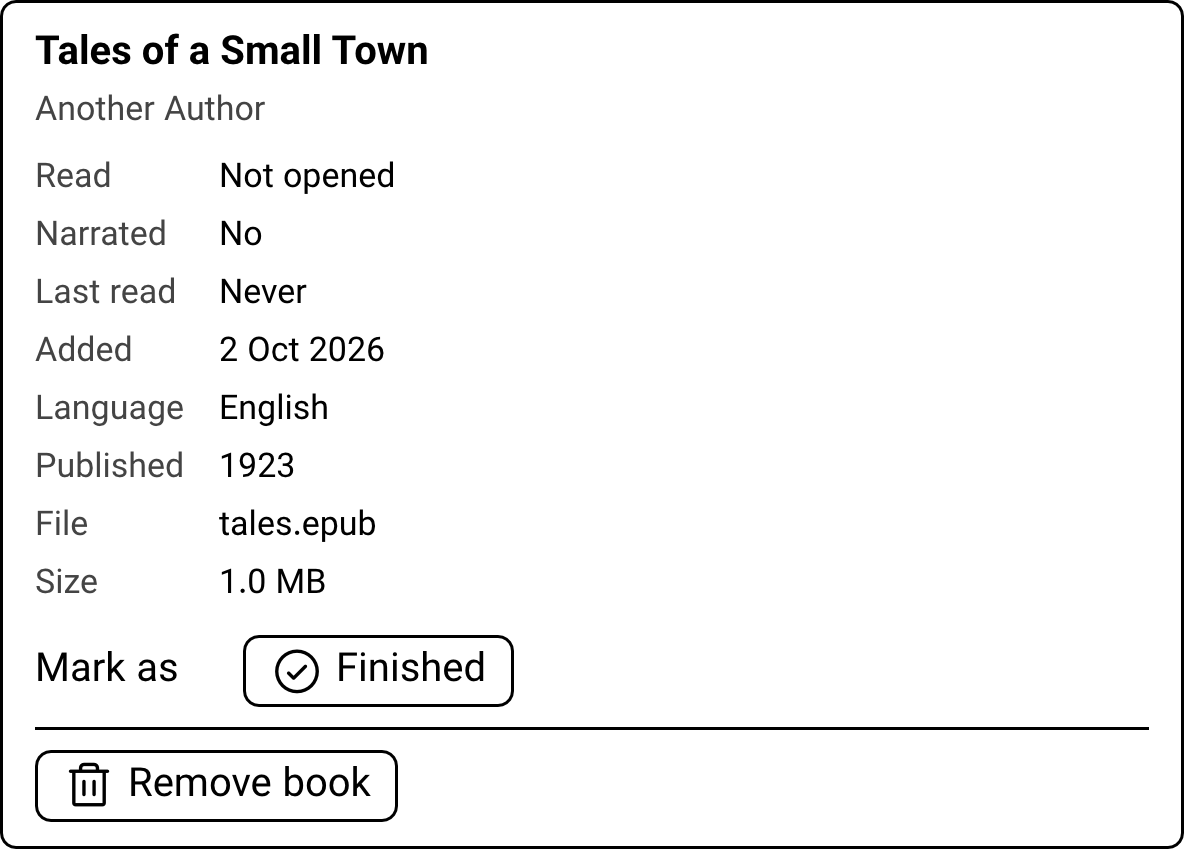 Tales of a Small Town
Another Author
Read Not opened
Narrated No
Last read Never
Added 2 Oct 2026
Language English
Published 1923
File tales.epub
Size 1.0 MB
Mark as Finished
Remove book